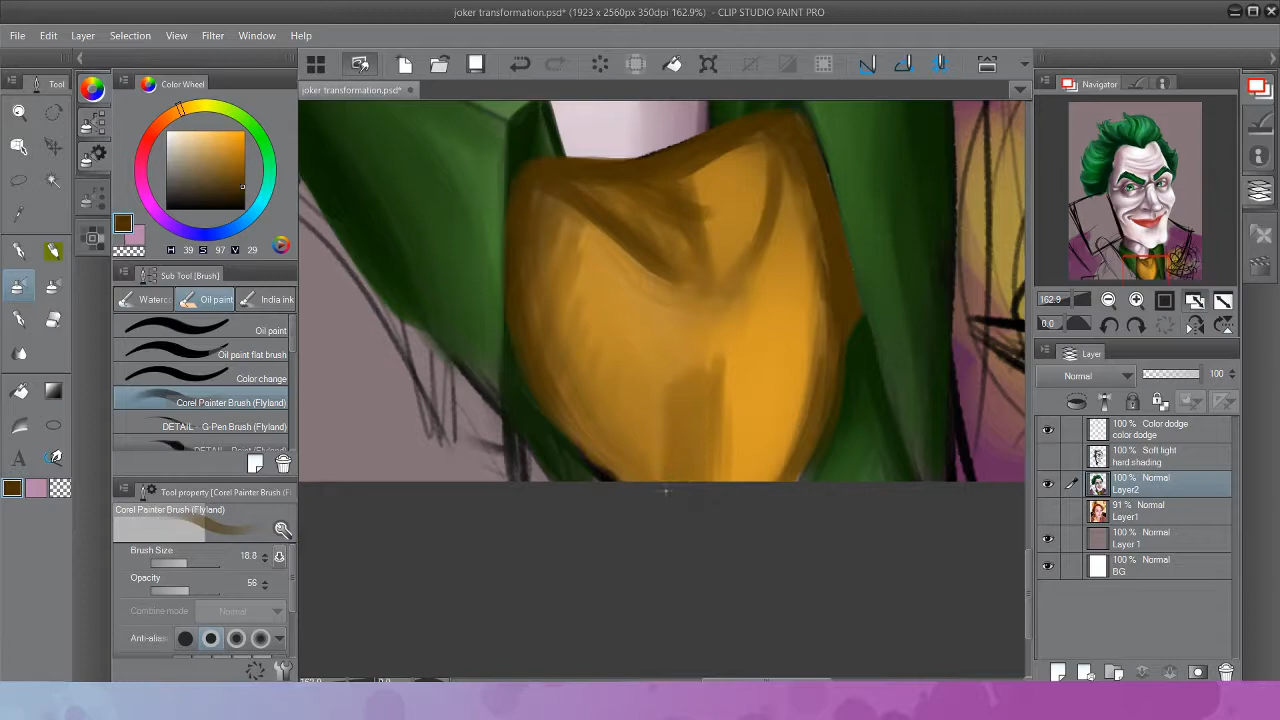 joker transformation.psd* (1923 x 2560px 350dpi 162.9%) - CLIP STUDIO PAINT PRO
File Edit Layer Selection View Filter Window Help
Tool
Color Wheel
joker transformation.psd*
Navigator
H 39 S 97 V 29
Sub Tool [Brush]
Waterc
Oil paint
India ink
Oil paint
Oil paint flat brush
Color change
Corel Painter Brush (Flyland)
DETAIL - G-Pen Brush (Flyland)
Tool property [Corel Painter Brush (Fl
Corel Painter Brush (Flyland)
Brush Size 18.8
Opacity 56
Combine mode Normal
Anti-alias
162.9
0.0
Layer
Normal 100
100 % Color dodge
color dodge
100 % Soft light
hard shading
100 % Normal
Layer2
91 % Normal
Layer1
100 % Normal
Layer 1
100 % Normal
BG
A